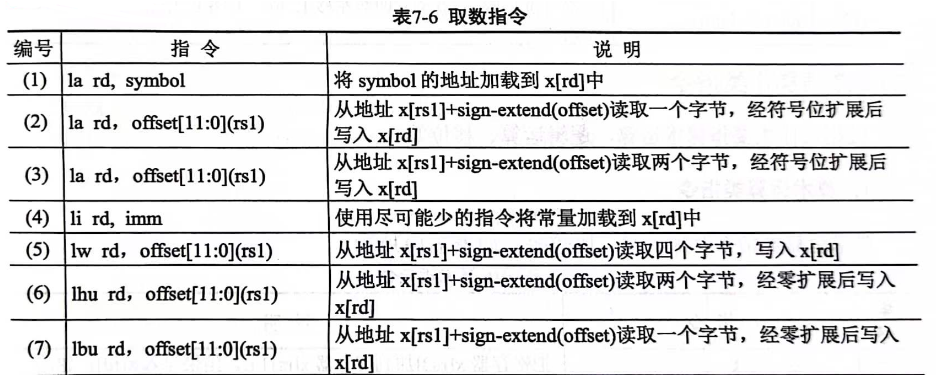 表7-6 取数指令
编号 指 令 说 明
(1) la rd, symbol 将 symbol 的地址加载到 x[rd]中
(2) la rd，offset[11:0](rs1) 从地址 x[rs1]+sign-extend(offset)读取一个字节，经符号位扩展后
写入 x[rd]
(3) la rd，offset[11:0](rs1) 从地址 x[rs1]+sign-extend(offset)读取两个字节，经符号位扩展后
写入 x[rd]
(4) li rd, imm 使用尽可能少的指令将常量加载到 x[rd]中
(5) lw rd，offset[11:0](rs1) 从地址 x[rs1]+sign-extend(offset)读取四个字节，写入 x[rd]
(6) lhu rd，offset[11:0](rs1) 从地址 x[rs1]+sign-extend(offset)读取两个字节，经零扩展后写入
x[rd]
(7) lbu rd，offset[11:0](rs1) 从地址 x[rs1]+sign-extend(offset)读取一个字节，经零扩展后写入
x[rd]